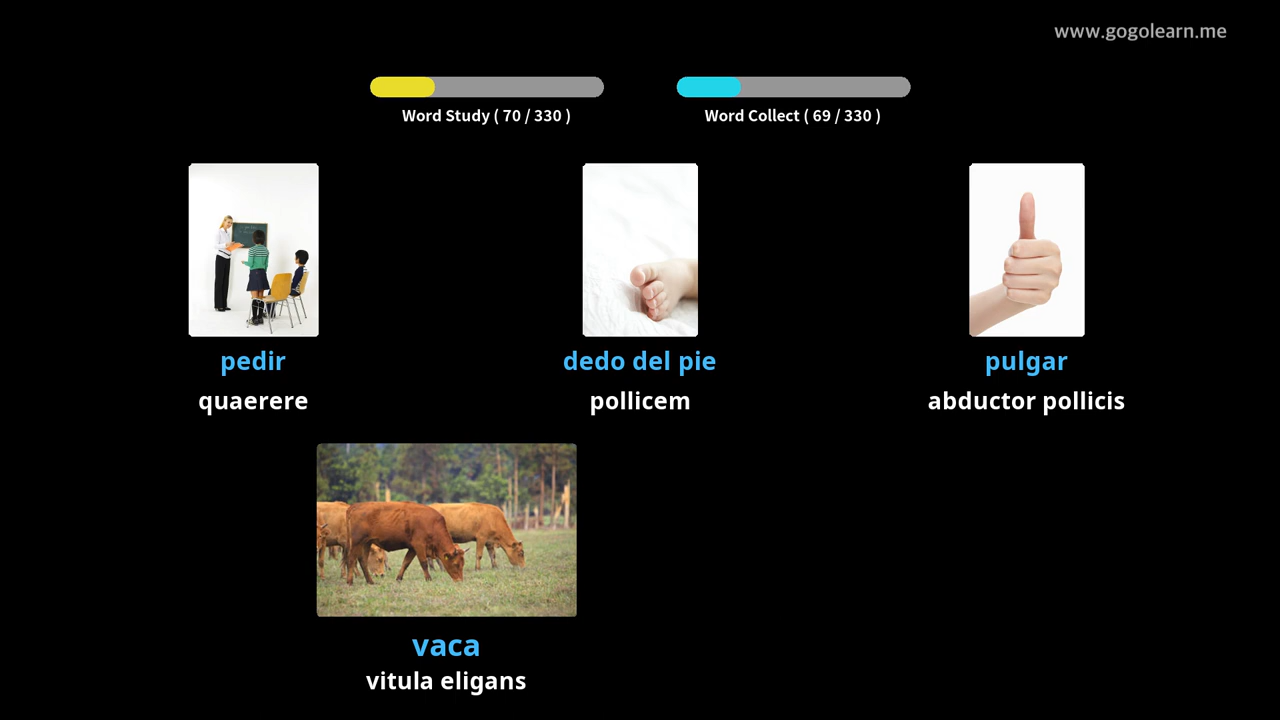 www.gogolearn.me
Word Study ( 70 / 330 )
Word Collect ( 69 / 330 )
pedir
dedo del pie
pulgar
quaerere
pollicem
abductor pollicis
vaca
vitula eligans